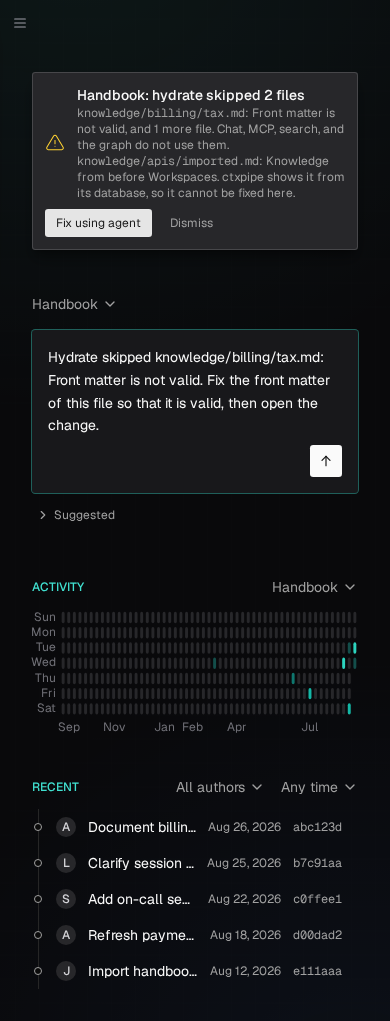 Handbook: hydrate skipped 2 files
knowledge/billing/tax.md: Front matter is
not valid, and 1 more file. Chat, MCP, search, and
the graph do not use them.
knowledge/apis/imported.md: Knowledge
from before Workspaces. ctxpipe shows it from
its database, so it cannot be fixed here.
Fix using agent Dismiss
Handbook
Hydrate skipped knowledge/billing/tax.md:
Front matter is not valid. Fix the front matter
of this file so that it is valid, then open the
change.
Suggested
ACTIVITY Handbook
Sun
Mon
Tue
Wed
Thu
Fri
Sat
Sep Nov Jan Feb Apr Jul
RECENT All authors Any time
A Document billin... Aug 26, 2026 abc123d
L Clarify session ... Aug 25, 2026 b7c91aa
S Add on-call se... Aug 22, 2026 c0ffee1
A Refresh payme... Aug 18, 2026 d00dad2
J Import handboo... Aug 12, 2026 e111aaa